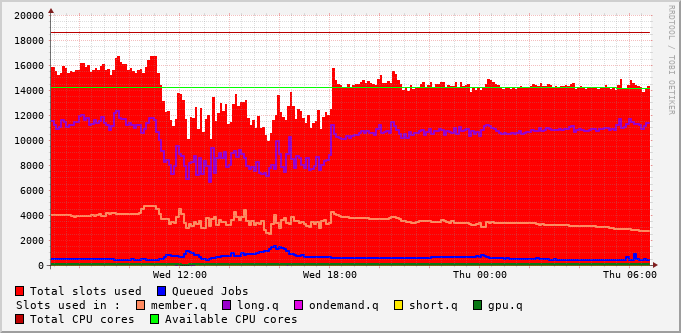 20000
18000
16000
14000
12000
10000
8000
6000
4000
2000
0
Wed 12:00 Wed 18:00 Thu 00:00 Thu 06:00
RRDTOOL / TOBI OETIKER
Total slots used Queued Jobs
Slots used in : member.q long.q ondemand.q short.q gpu.q
Total CPU cores Available CPU cores